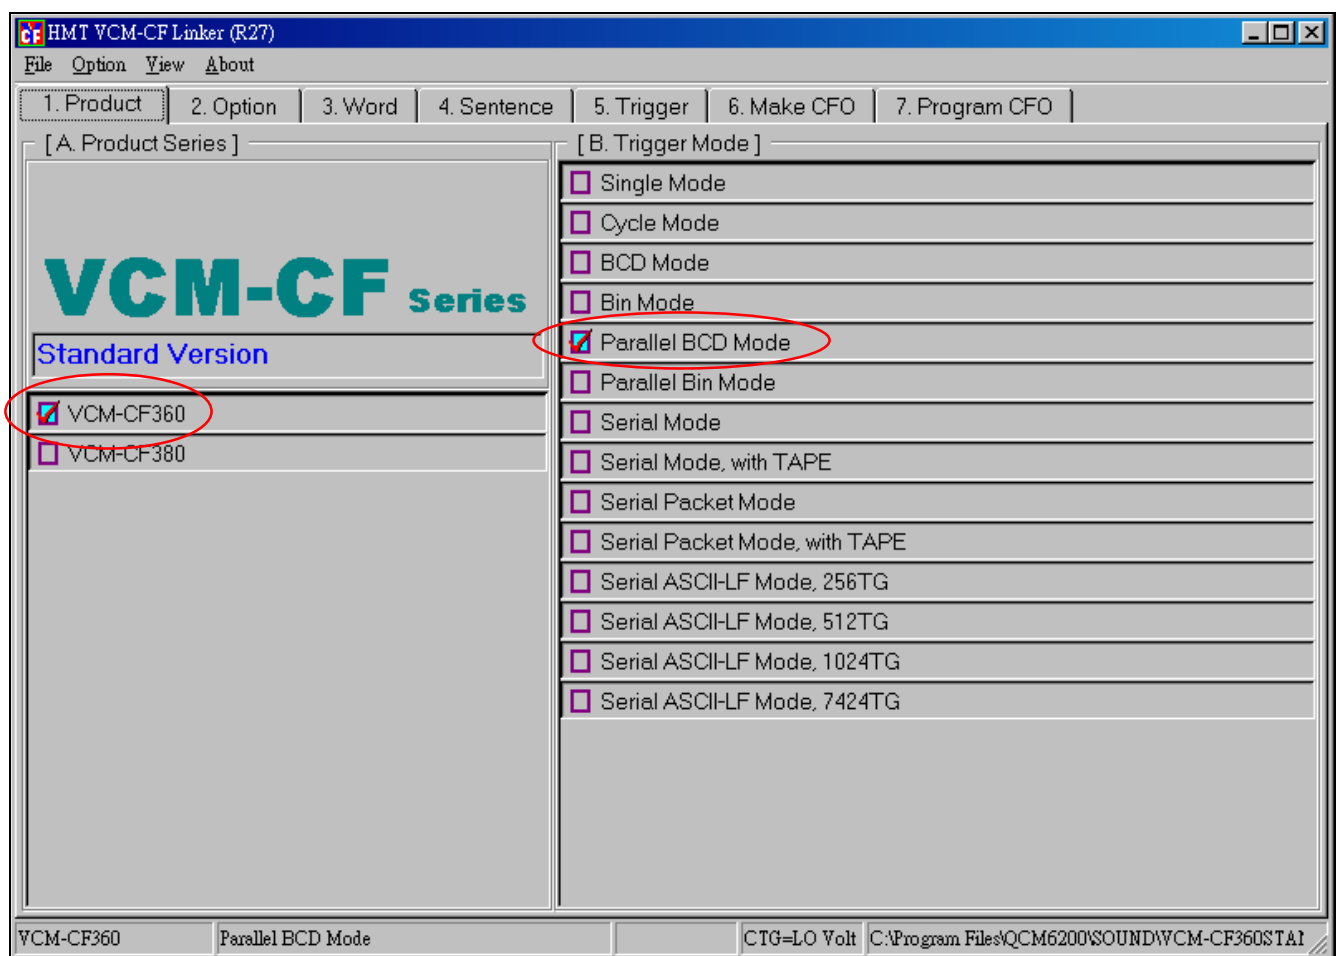 HMT VCM-CF Linker (R27)
File Option View About
1. Product 2. Option 3. Word 4. Sentence 5. Trigger 6. Make CFO 7. Program CFO
[ A. Product Series ]
VCM-CF Series
Standard Version
VCM-CF360
VCM-CF380
[ B. Trigger Mode ]
Single Mode
Cycle Mode
BCD Mode
Bin Mode
Parallel BCD Mode
Parallel Bin Mode
Serial Mode
Serial Mode, with TAPE
Serial Packet Mode
Serial Packet Mode, with TAPE
Serial ASCII-LF Mode, 256TG
Serial ASCII-LF Mode, 512TG
Serial ASCII-LF Mode, 1024TG
Serial ASCII-LF Mode, 7424TG
VCM-CF360 Parallel BCD Mode CTG=LO Volt C:\Program Files\QCM6200\SOUND\VCM-CF360STAI